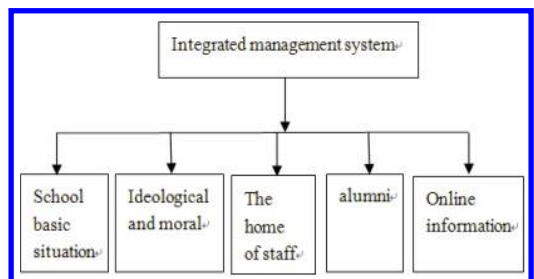 Integrated management system
School
basic
situation
Ideological
and moral
The
home
of staff
alumni
Online
information